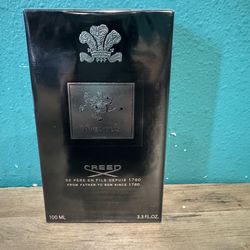 CREED
DE PÈRE EN FILS DEPUIS 1760
FROM FATHER TO SON SINCE 1760
100 ML
3.3 FL.OZ.